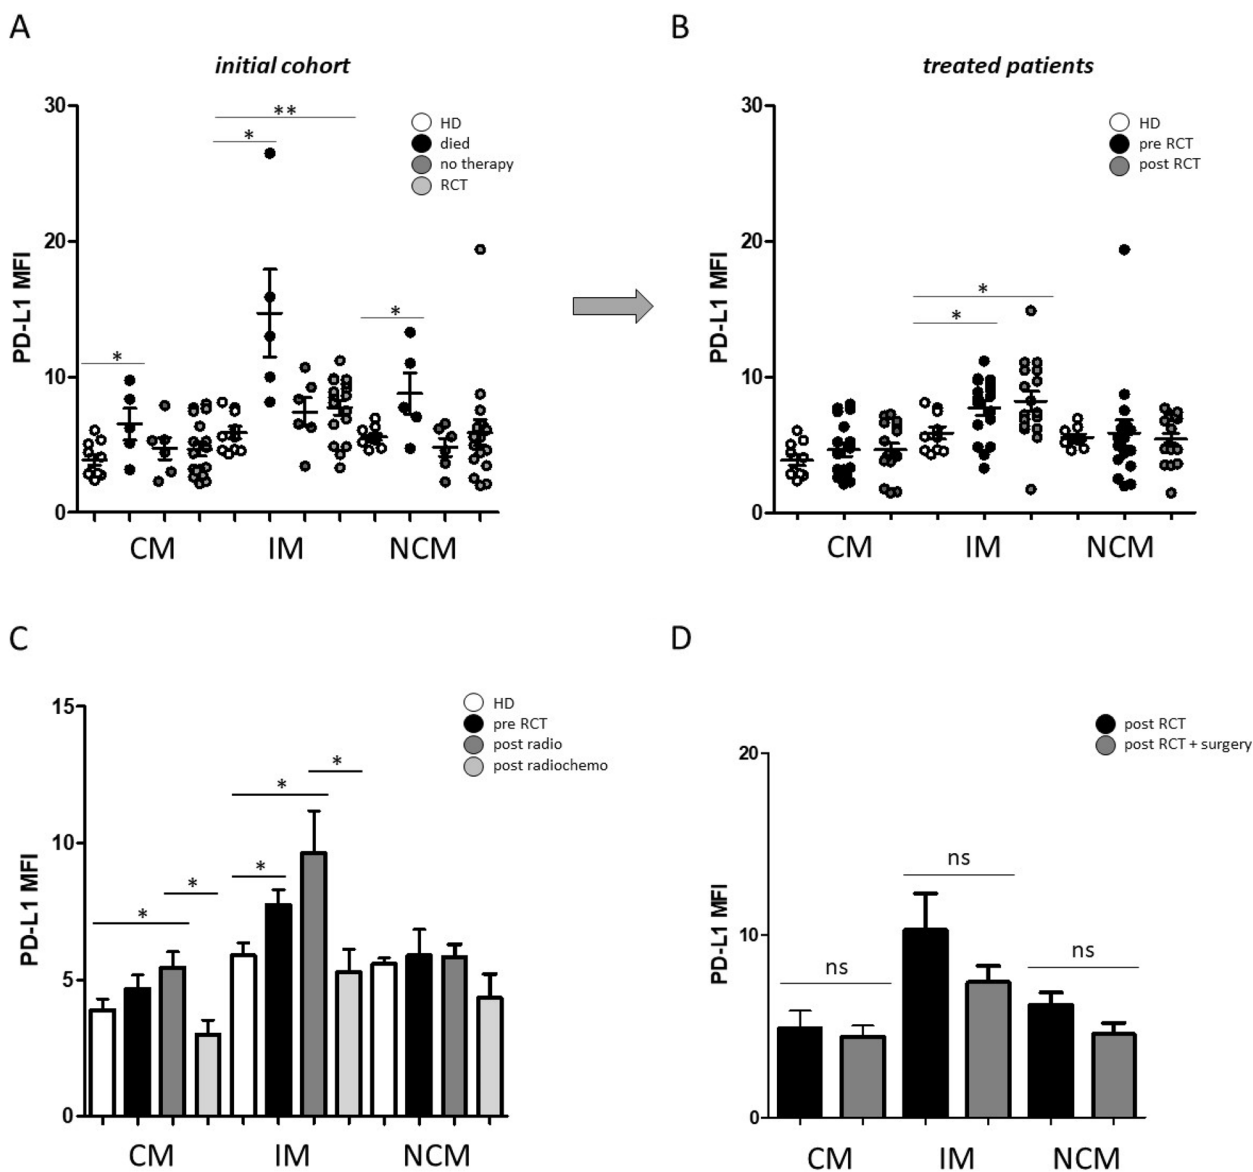 A
initial cohort
30
20
10
0
PD-L1 MFI
**
*
*
*
HD
died
no therapy
RCT
CM
IM
NCM
B
treated patients
30
20
10
0
PD-L1 MFI
*
*
HD
pre RCT
post RCT
CM
IM
NCM
C
15
10
5
0
PD-L1 MFI
*
*
*
*
*
HD
pre RCT
post radio
post radiochemo
CM
IM
NCM
D
20
10
0
PD-L1 MFI
ns
ns
ns
post RCT
post RCT + surgery
CM
IM
NCM